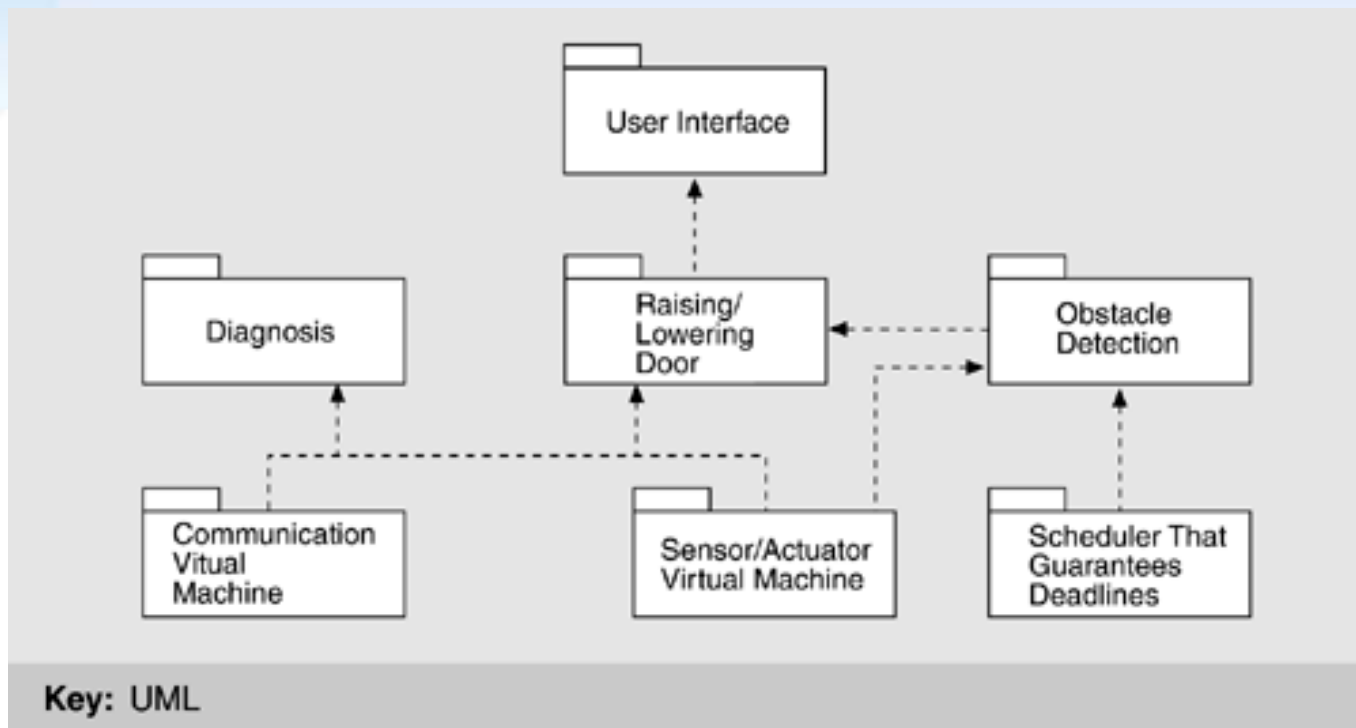 User Interface
Diagnosis
Raising/
Lowering
Door
Obstacle
Detection
Communication
Vitual
Machine
Sensor/Actuator
Virtual Machine
Scheduler That
Guarantees
Deadlines
Key: UML